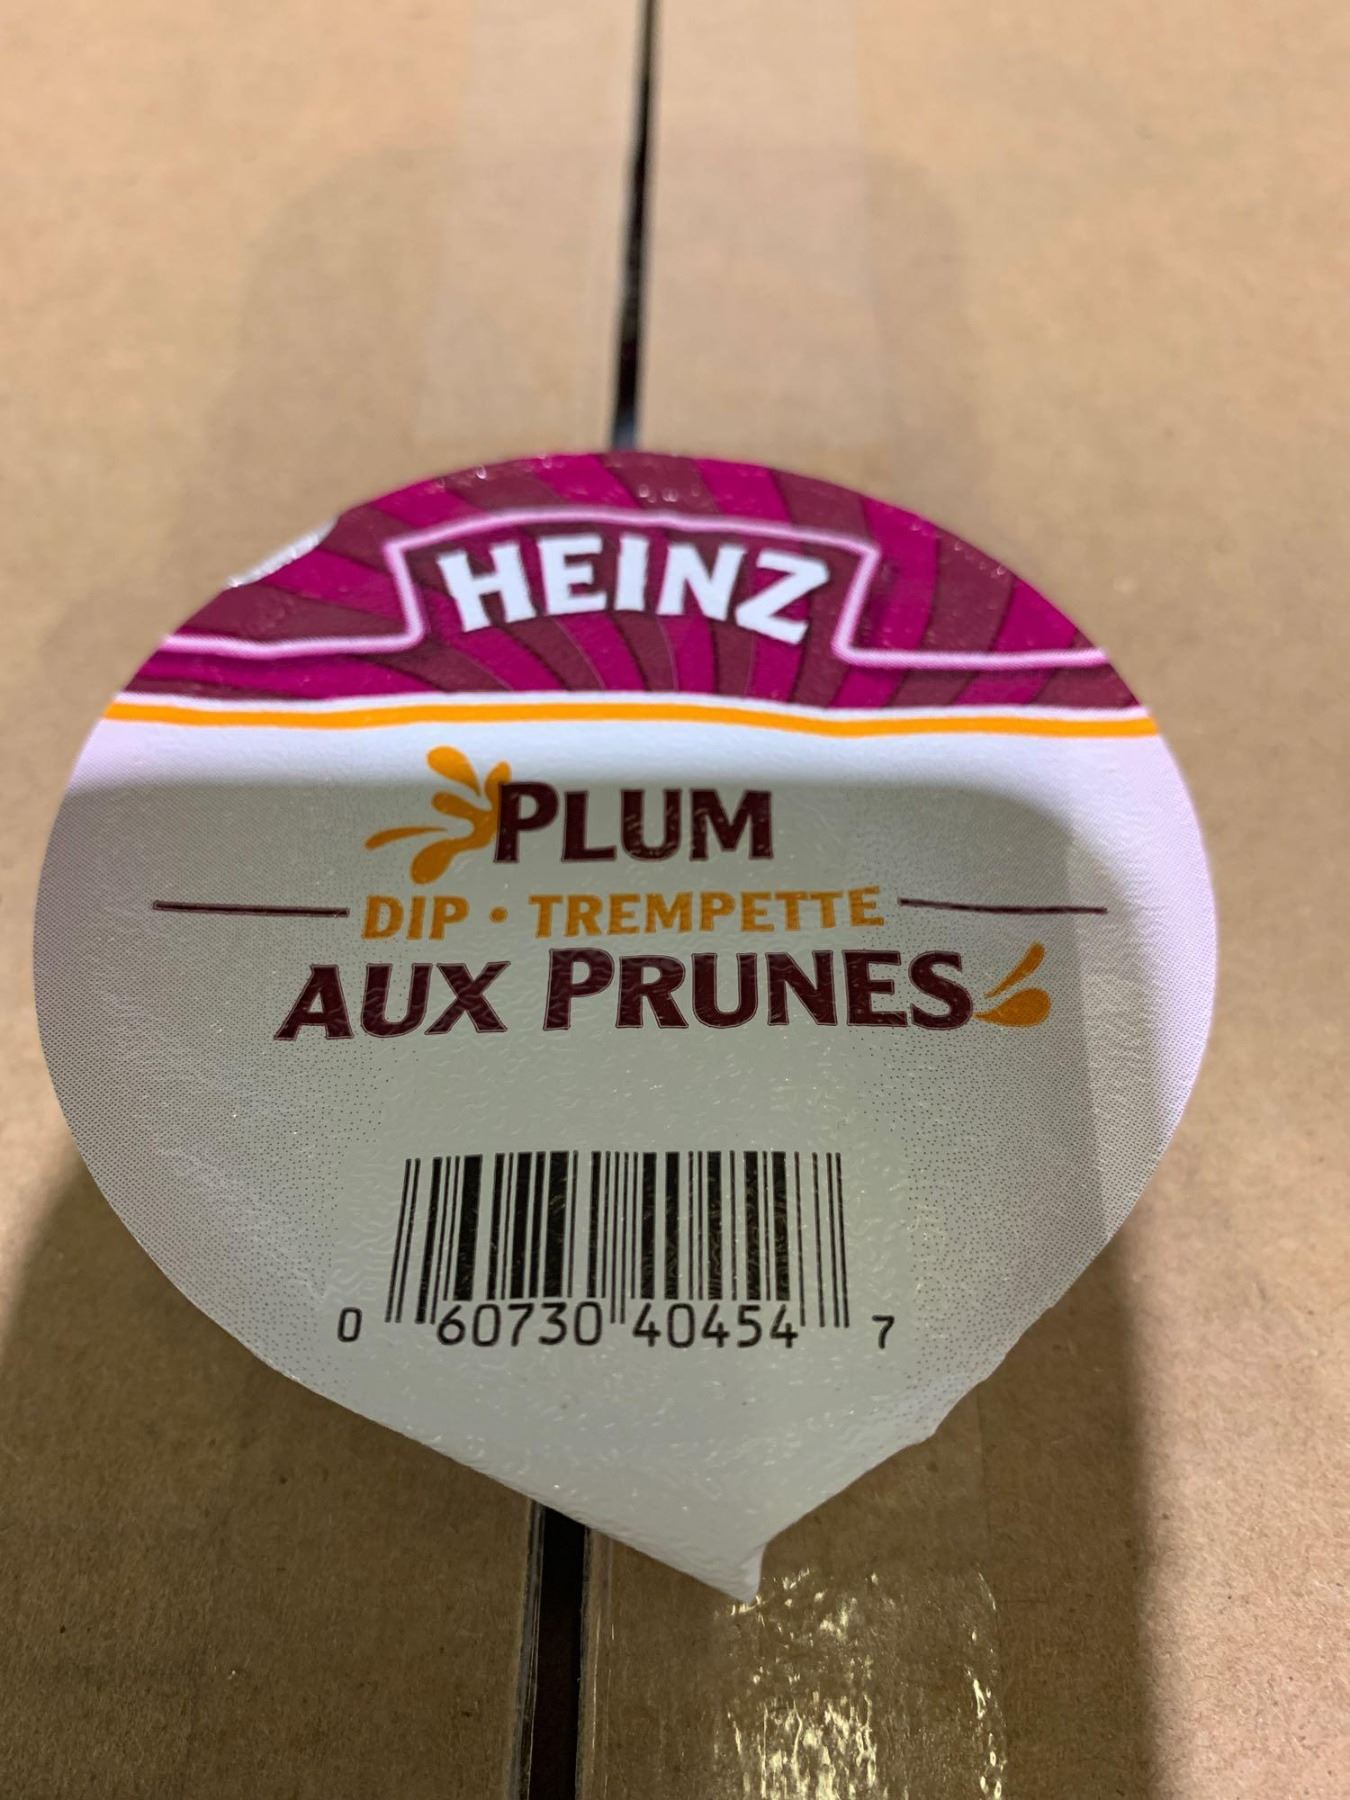 HEINZ
PLUM
DIP • TREMPETTE
AUX PRUNES
0 60730 40454 7